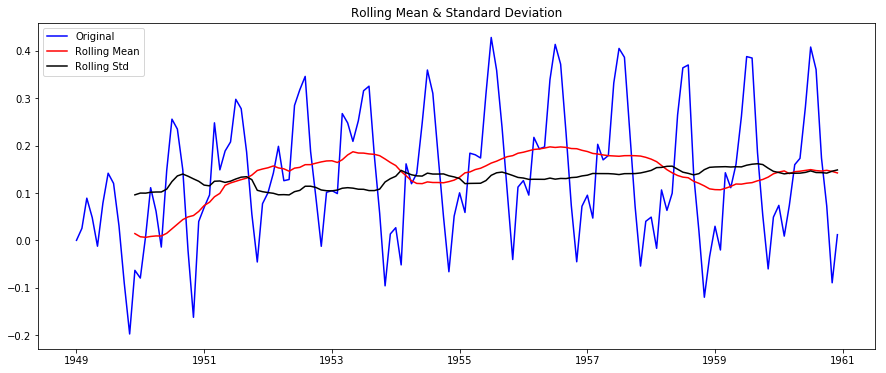 Rolling Mean & Standard Deviation
Original
Rolling Mean
Rolling Std
0.4
0.3
0.2
0.1
0.0
−0.1
−0.2
1949 1951 1953 1955 1957 1959 1961